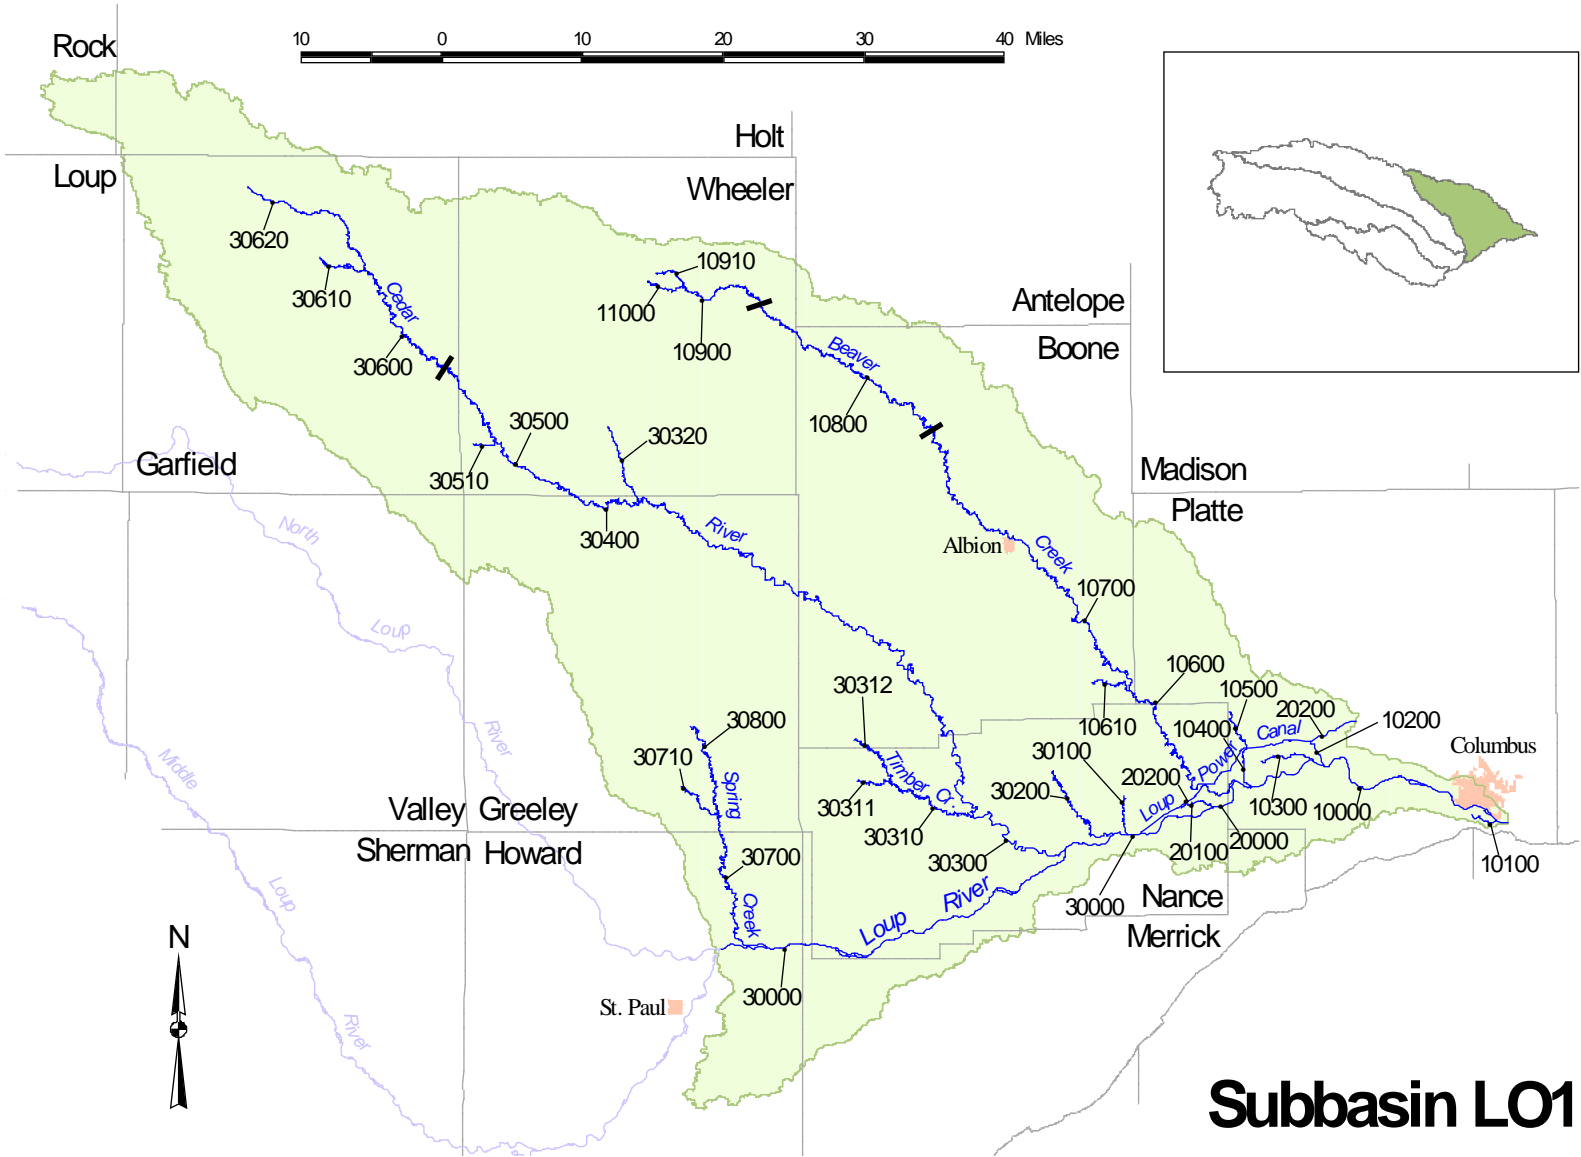 10 0 10 20 30 40 Miles
Rock
Holt
Loup
Wheeler
30620
30610
Cedar
30600
10910
11000
10900
Antelope
Boone
Beaver
10800
30500
30320
30510
Garfield
30400
River
North
Loup
River
Madison
Platte
Albion
Creek
10700
10600
10610
10500
10400
20200
10200
Canal
Power
Loup
Columbus
30312
30800
30710
Spring
Timber Cr.
30311
30310
30300
30100
30200
20200
10300
10000
20100
20000
10100
Middle
Loup
River
Valley Greeley
Sherman Howard
30700
Creek
Loup River
30000
Nance
Merrick
N
30000
St. Paul
Subbasin LO1